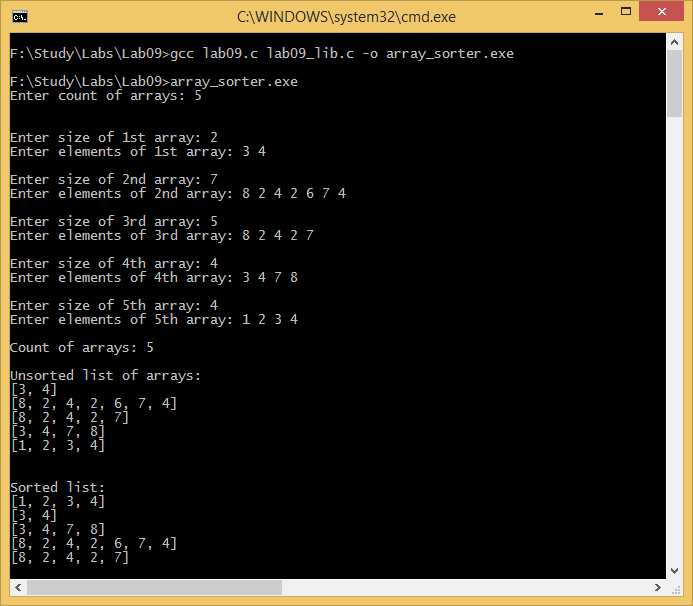 C:\WINDOWS\system32\cmd.exe
F:\Study\Labs\Lab09>gcc lab09.c lab09_lib.c -o array_sorter.exe
F:\Study\Labs\Lab09>array_sorter.exe
Enter count of arrays: 5
Enter size of 1st array: 2
Enter elements of 1st array: 3 4
Enter size of 2nd array: 7
Enter elements of 2nd array: 8 2 4 2 6 7 4
Enter size of 3rd array: 5
Enter elements of 3rd array: 8 2 4 2 7
Enter size of 4th array: 4
Enter elements of 4th array: 3 4 7 8
Enter size of 5th array: 4
Enter elements of 5th array: 1 2 3 4
Count of arrays: 5
Unsorted list of arrays:
[3, 4]
[8, 2, 4, 2, 6, 7, 4]
[8, 2, 4, 2, 7]
[3, 4, 7, 8]
[1, 2, 3, 4]
Sorted list:
[1, 2, 3, 4]
[3, 4]
[3, 4, 7, 8]
[8, 2, 4, 2, 6, 7, 4]
[8, 2, 4, 2, 7]